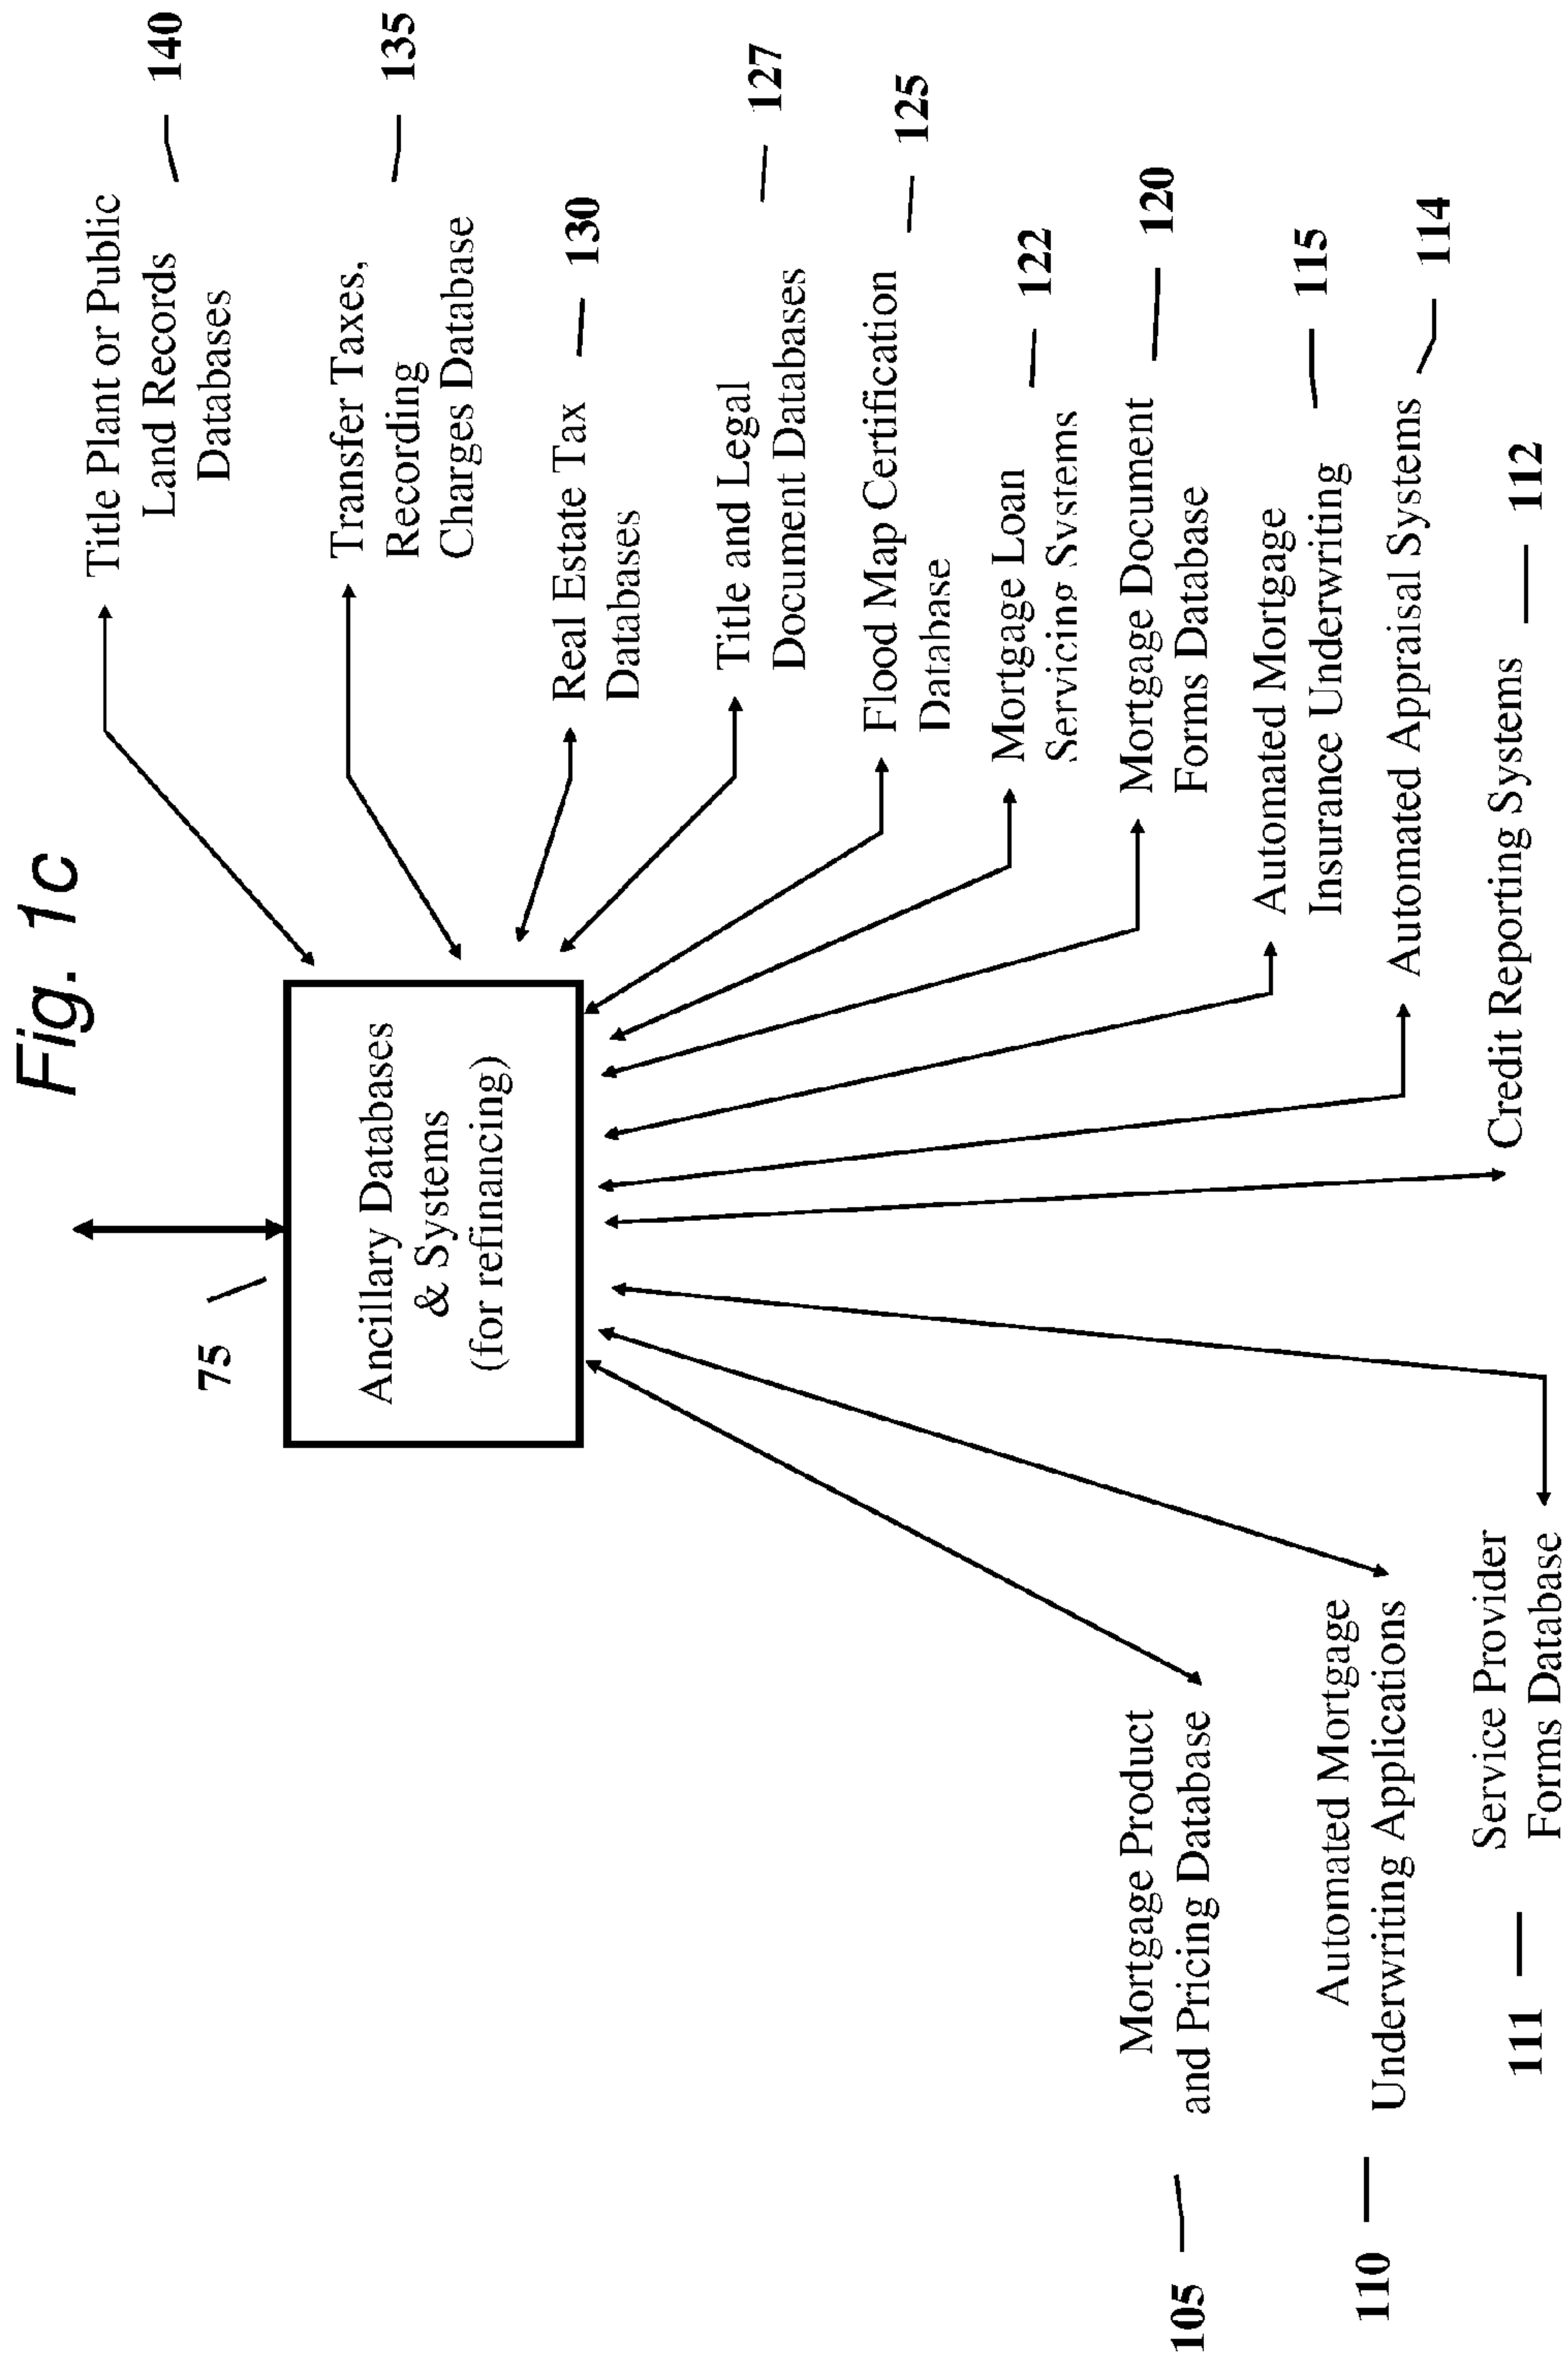 Fig. 1c
75
Ancillary Databases
& Systems
(for refinancing)
Title Plant or Public
Land Records
Databases
140
Transfer Taxes,
Recording
Charges Database
135
Real Estate Tax
Databases
130
Title and Legal
Document Databases
127
Flood Map Certification
Database
125
Mortgage Loan
Servicing Systems
122
Mortgage Document
Forms Database
120
Automated Mortgage
Insurance Underwriting
115
Automated Appraisal Systems
114
Credit Reporting Systems
112
Mortgage Product
and Pricing Database
105
Automated Mortgage
Underwriting Applications
110
Service Provider
Forms Database
111